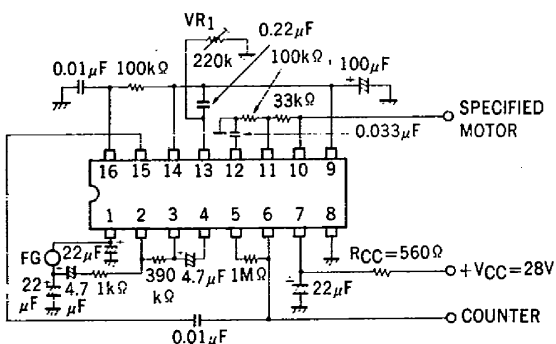 VR1
220k
0.22μF
100kΩ
0.01μF 100kΩ
100μF
+
33kΩ
0.033μF
SPECIFIED
MOTOR
16 15 14 13 12 11 10 9
1 2 3 4 5 6 7 8
FG
22μF
+
22
μF
4.7
μF
1kΩ
390
kΩ
4.7μF
1MΩ
22μF
RCC=560Ω
+VCC=28V
COUNTER
0.01μF